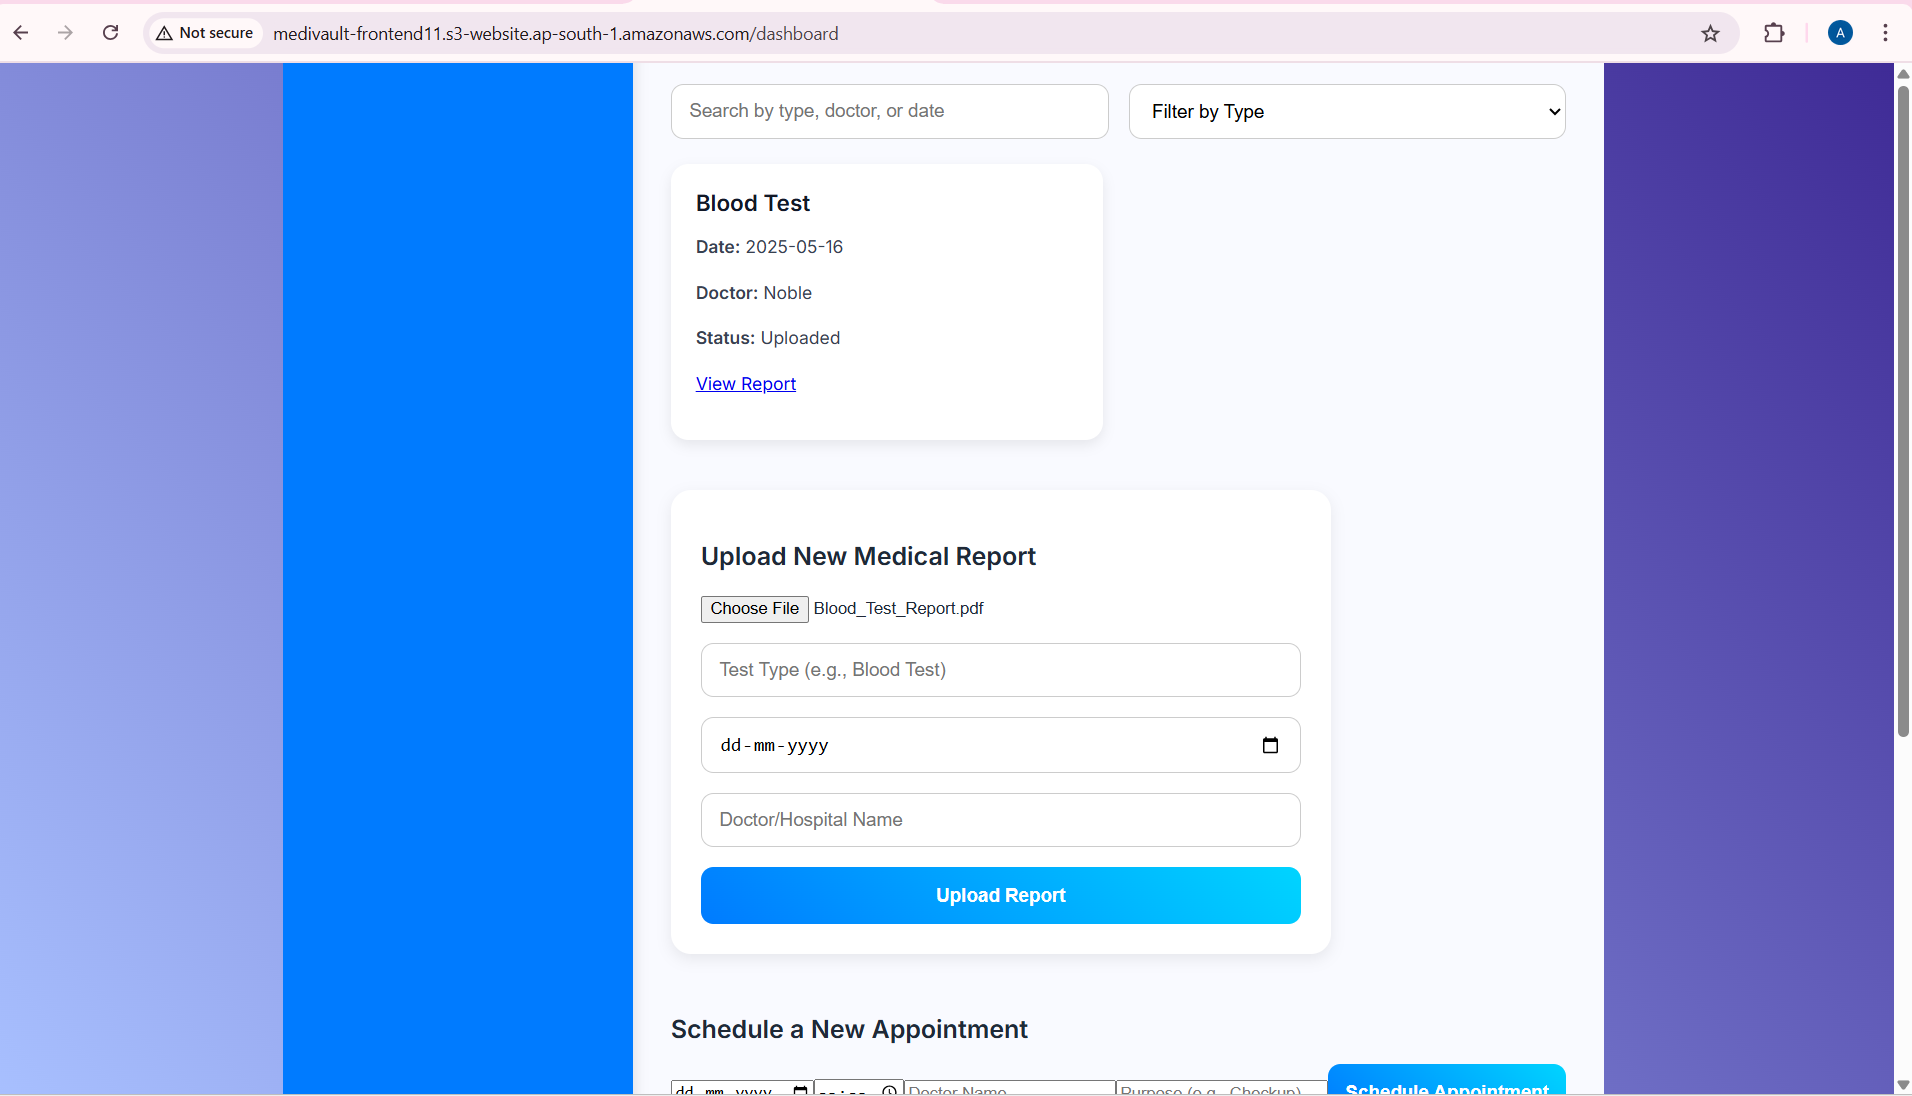 Not secure
medivault-frontend11.s3-website.ap-south-1.amazonaws.com/dashboard
A
Search by type, doctor, or date
Filter by Type
Blood Test
Date: 2025-05-16
Doctor: Noble
Status: Uploaded
View Report
Upload New Medical Report
Choose File Blood_Test_Report.pdf
Test Type (e.g., Blood Test)
dd-mm-yyyy
Doctor/Hospital Name
Upload Report
Schedule a New Appointment
dd-mm-yyyy --:-- Doctor Name Purpose (e.g., Checkup) Schedule Appointment